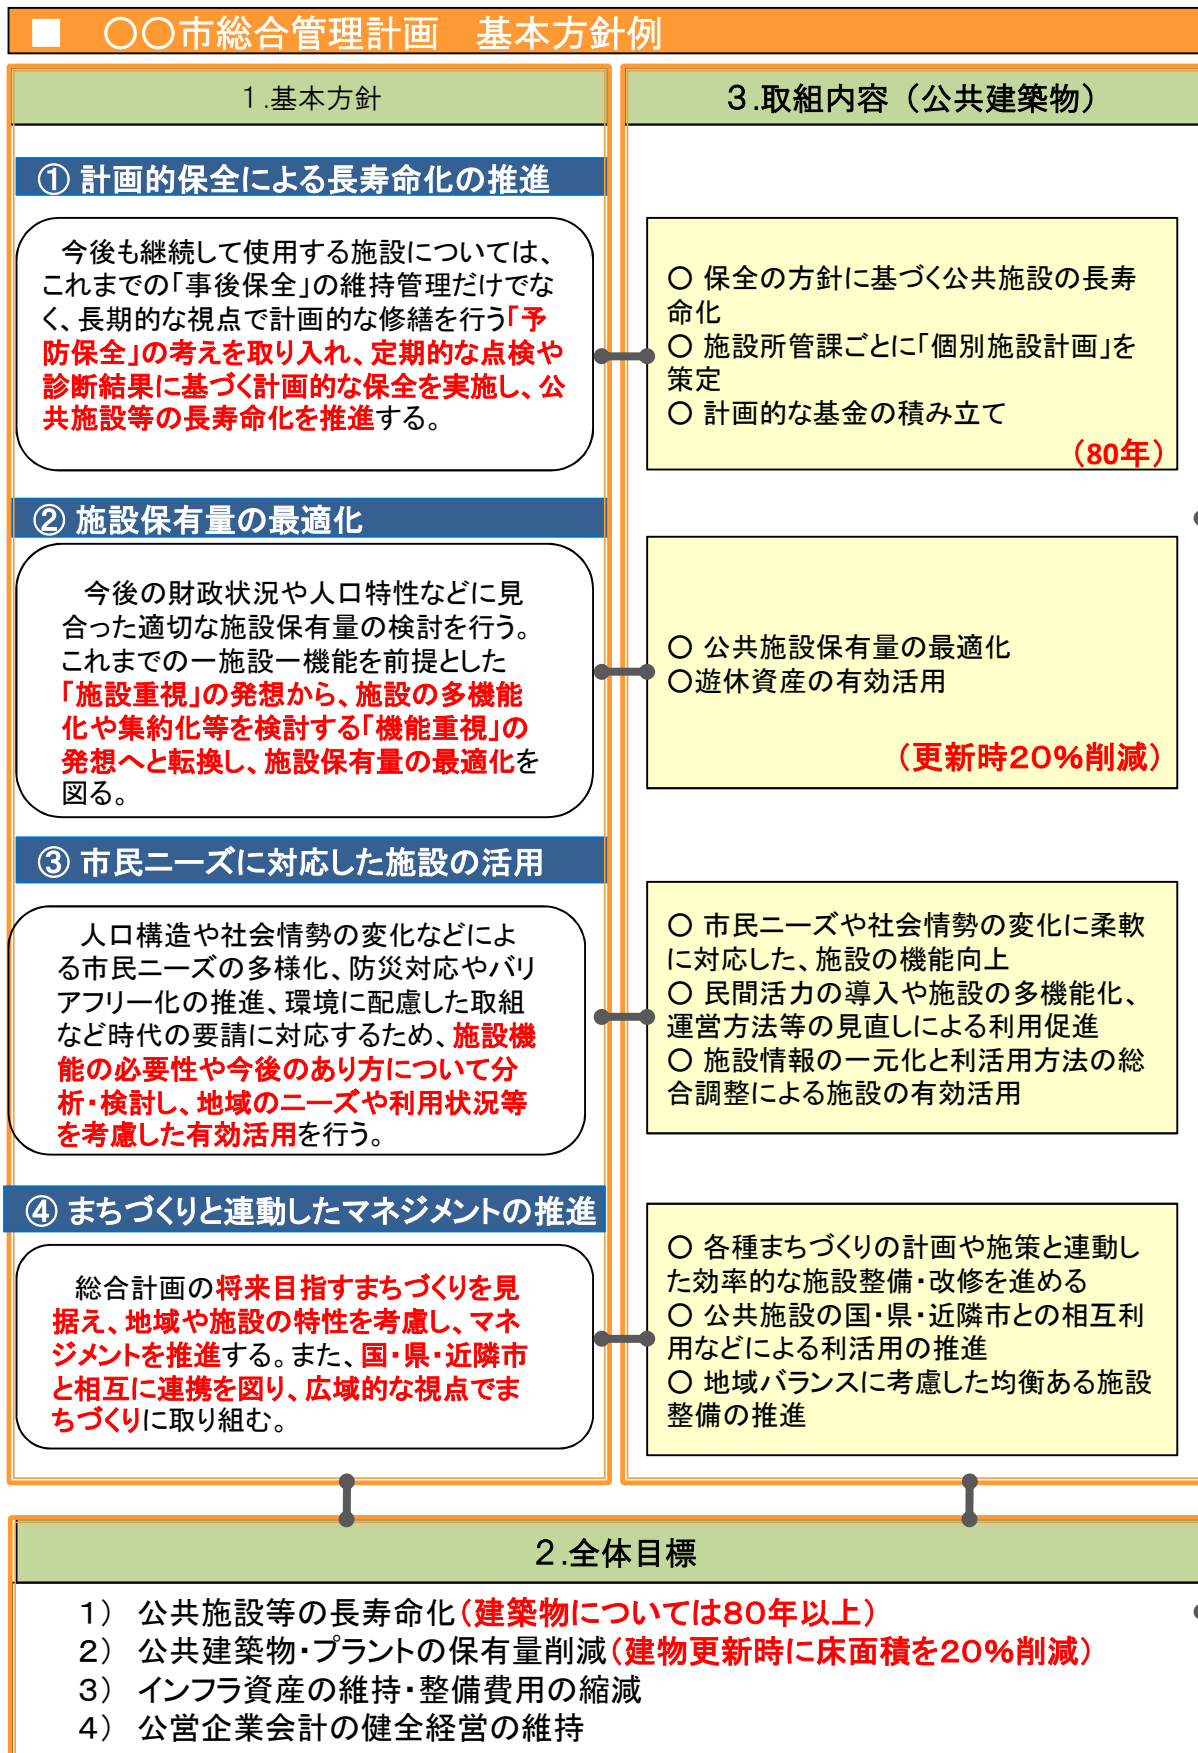 ■　○○市総合管理計画　基本方針例
１.基本方針
① 計画的保全による長寿命化の推進
今後も継続して使用する施設については、
これまでの「事後保全」の維持管理だけでな
く、長期的な視点で計画的な修繕を行う「予
防保全」の考えを取り入れ、定期的な点検や
診断結果に基づく計画的な保全を実施し、公
共施設等の長寿命化を推進する。
② 施設保有量の最適化
今後の財政状況や人口特性などに見
合った適切な施設保有量の検討を行う。
これまでの一施設一機能を前提とした
「施設重視」の発想から、施設の多機能
化や集約化等を検討する「機能重視」の
発想へと転換し、施設保有量の最適化を
図る。
③ 市民ニーズに対応した施設の活用
人口構造や社会情勢の変化などによ
る市民ニーズの多様化、防災対応やバリ
アフリー化の推進、環境に配慮した取組
など時代の要請に対応するため、施設機
能の必要性や今後のあり方について分
析・検討し、地域のニーズや利用状況等
を考慮した有効活用を行う。
④ まちづくりと連動したマネジメントの推進
総合計画の将来目指すまちづくりを見
据え、地域や施設の特性を考慮し、マネ
ジメントを推進する。また、国・県・近隣市
と相互に連携を図り、広域的な視点でま
ちづくりに取り組む。
３.取組内容（公共建築物）
○ 保全の方針に基づく公共施設の長寿
命化
○ 施設所管課ごとに「個別施設計画」を
策定
○ 計画的な基金の積み立て
（80年）
○ 公共施設保有量の最適化
○遊休資産の有効活用
（更新時２０％削減）
○ 市民ニーズや社会情勢の変化に柔軟
に対応した、施設の機能向上
○ 民間活力の導入や施設の多機能化、
運営方法等の見直しによる利用促進
○ 施設情報の一元化と利活用方法の総
合調整による施設の有効活用
○ 各種まちづくりの計画や施策と連動し
た効率的な施設整備・改修を進める
○ 公共施設の国・県・近隣市との相互利
用などによる利活用の推進
○ 地域バランスに考慮した均衡ある施設
整備の推進
２.全体目標
１） 公共施設等の長寿命化（建築物については８０年以上）
２） 公共建築物・プラントの保有量削減（建物更新時に床面積を２０％削減）
３） インフラ資産の維持・整備費用の縮減
４） 公営企業会計の健全経営の維持